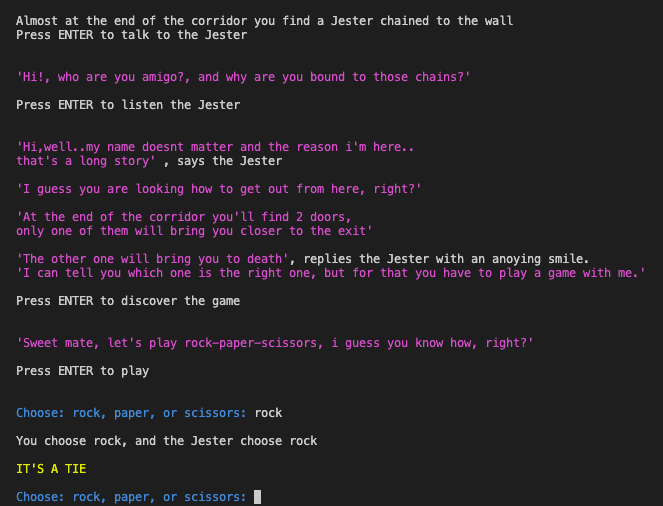 Almost at the end of the corridor you find a Jester chained to the wall
Press ENTER to talk to the Jester
'Hi!, who are you amigo?, and why are you bound to those chains?'
Press ENTER to listen the Jester
'Hi,well..my name doesnt matter and the reason i'm here..
that's a long story' , says the Jester
'I guess you are looking how to get out from here, right?'
'At the end of the corridor you'll find 2 doors,
only one of them will bring you closer to the exit'
'The other one will bring you to death', replies the Jester with an anoying smile.
'I can tell you which one is the right one, but for that you have to play a game with me.'
Press ENTER to discover the game
'Sweet mate, let's play rock-paper-scissors, i guess you know how, right?'
Press ENTER to play
Choose: rock, paper, or scissors: rock
You choose rock, and the Jester choose rock
IT'S A TIE
Choose: rock, paper, or scissors: